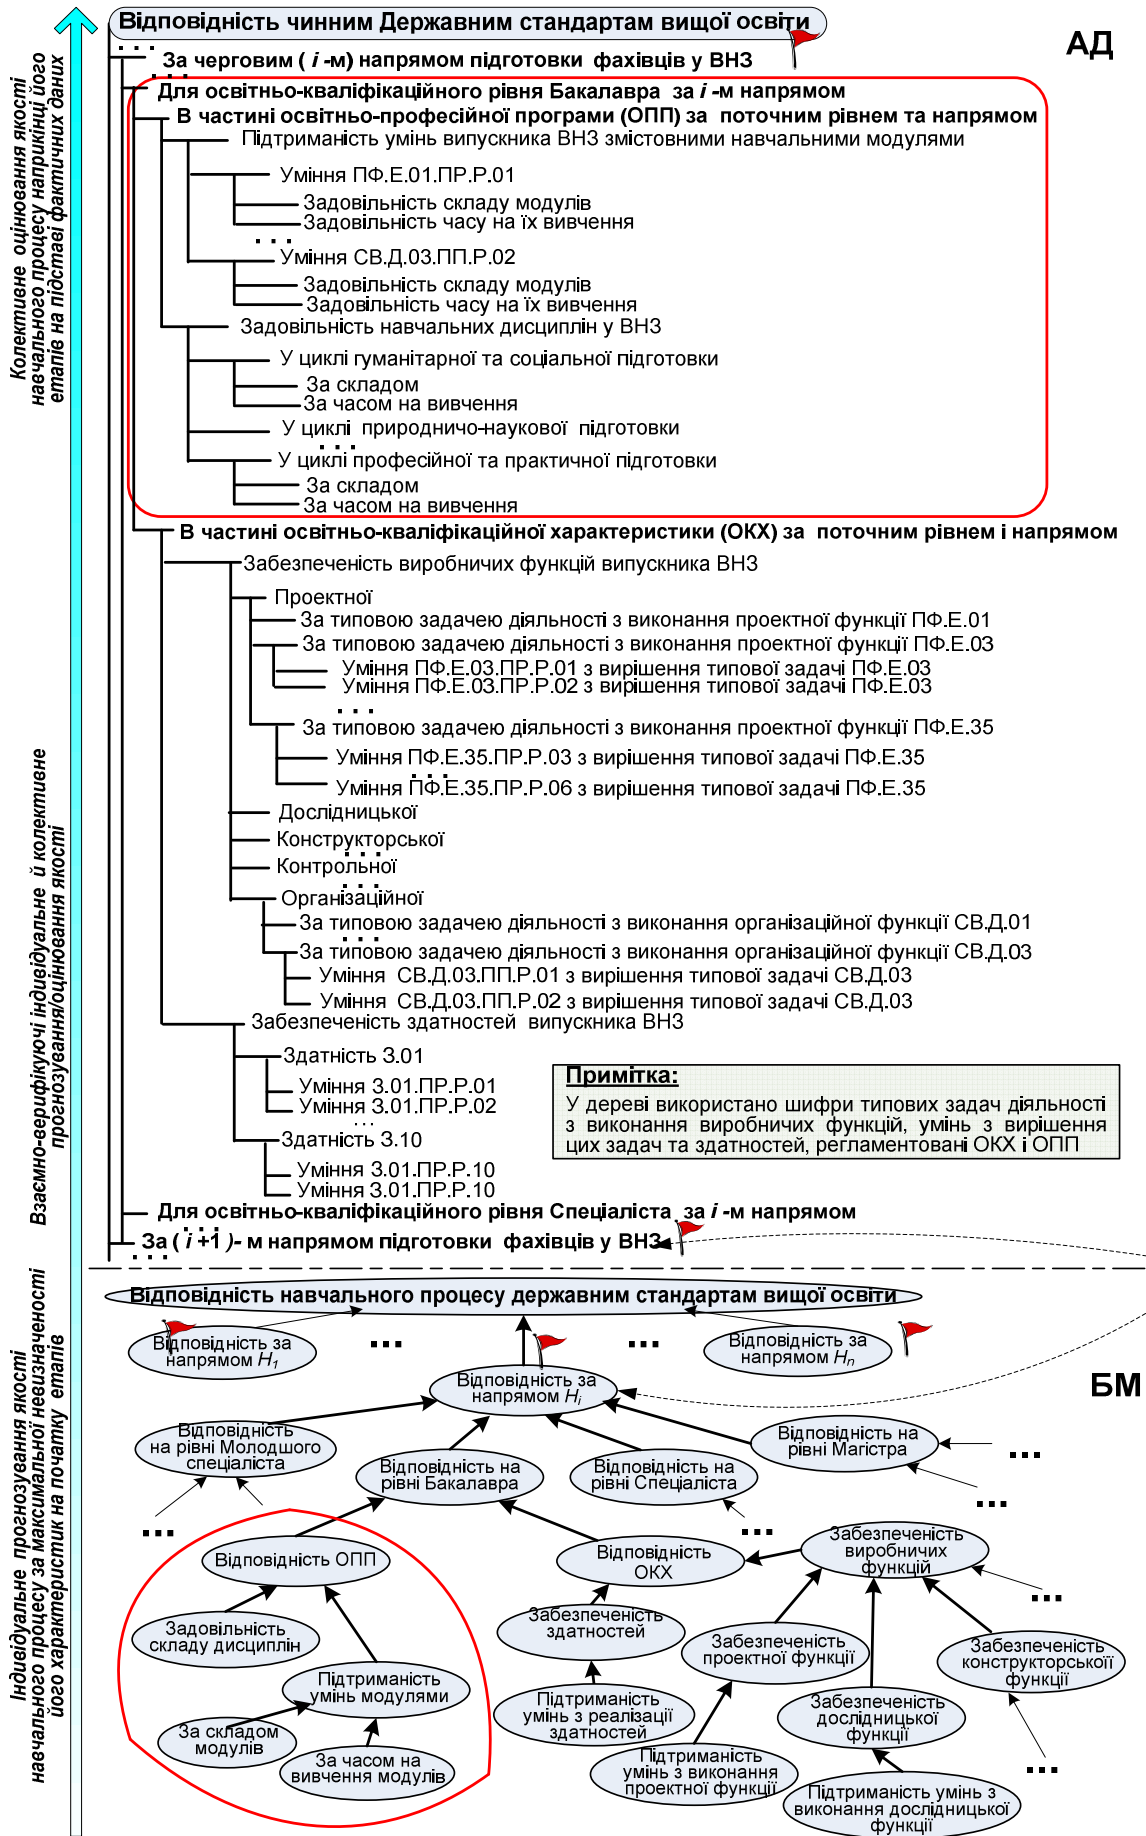 Відповідність чинним Державним стандартам вищої освіти
АД
. . .
За черговим ( i -м) напрямом підготовки фахівців у ВНЗ
. . .
Для освітньо-кваліфікаційного рівня Бакалавра за i -м напрямом
В частині освітньо-професійної програми (ОПП) за поточним рівнем та напрямом
Підтриманість умінь випускника ВНЗ змістовними навчальними модулями
Уміння ПФ.Е.01.ПР.Р.01
Задовільність складу модулів
Задовільність часу на їх вивчення
. . .
Уміння СВ.Д.03.ПП.Р.02
Задовільність складу модулів
Задовільність часу на їх вивчення
Задовільність навчальних дисциплін у ВНЗ
У циклі гуманітарної та соціальної підготовки
За складом
За часом на вивчення
У циклі природничо-наукової підготовки
. . .
У циклі професійної та практичної підготовки
За складом
За часом на вивчення
В частині освітньо-кваліфікаційної характеристики (ОКХ) за поточним рівнем і напрямом
Забезпеченість виробничих функцій випускника ВНЗ
Проектної
За типовою задачею діяльності з виконання проектної функції ПФ.Е.01
За типовою задачею діяльності з виконання проектної функції ПФ.Е.03
Уміння ПФ.Е.03.ПР.Р.01 з вирішення типової задачі ПФ.Е.03
Уміння ПФ.Е.03.ПР.Р.02 з вирішення типової задачі ПФ.Е.03
. . .
За типовою задачею діяльності з виконання проектної функції ПФ.Е.35
Уміння ПФ.Е.35.ПР.Р.03 з вирішення типової задачі ПФ.Е.35
. . .
Уміння ПФ.Е.35.ПР.Р.06 з вирішення типової задачі ПФ.Е.35
Дослідницької
Конструкторської
. . .
Контрольної
. . .
Організаційної
За типовою задачею діяльності з виконання організаційної функції СВ.Д.01
. . .
За типовою задачею діяльності з виконання організаційної функції СВ.Д.03
Уміння СВ.Д.03.ПП.Р.01 з вирішення типової задачі СВ.Д.03
Уміння СВ.Д.03.ПП.Р.02 з вирішення типової задачі СВ.Д.03
Забезпеченість здатностей випускника ВНЗ
Здатність З.01
Уміння З.01.ПР.Р.01
Уміння З.01.ПР.Р.02
...
Здатність З.10
Уміння З.01.ПР.Р.10
Уміння З.01.ПР.Р.10
Примітка:
У дереві використано шифри типових задач діяльності
з виконання виробничих функцій, умінь з вирішення
цих задач та здатностей, регламентовані ОКХ і ОПП
Для освітньо-кваліфікаційного рівня Спеціаліста за i -м напрямом
. . .
За ( i +1 )- м напрямом підготовки фахівців у ВНЗ
. . .
Колективне оцінювання якості
навчального процесу наприкінці його
етапів на підставі фактичних даних
Взаємно-верифікуючі індивідуальне й колективне
прогнозування/оцінювання якості
Індивідуальне прогнозування якості
навчального процесу за максимальної невизначеності
його характеристик на початку етапів
Відповідність навчального процесу державним стандартам вищої освіти
Відповідність за
напрямом H1
...
...
Відповідність за
напрямом Hn
Відповідність за
напрямом Hi
БМ
Відповідність
на рівні Молодшого
спеціаліста
Відповідність на
рівні Бакалавра
Відповідність на
рівні Спеціаліста
Відповідність на
рівні Магістра
...
...
...
...
Відповідність ОПП
Відповідність
ОКХ
Забезпеченість
виробничих
функцій
...
Задовільність
складу дисциплін
Підтриманість
умінь модулями
За складом
модулів
За часом на
вивчення модулів
Забезпеченість
здатностей
Забезпеченість
проектної функції
Забезпеченість
конструкторської
функції
Підтриманість
умінь з реалізації
здатностей
Забезпеченість
дослідницької
функції
Підтриманість
умінь з виконання
проектної функції
...
Підтриманість умінь з
виконання дослідницької
функції